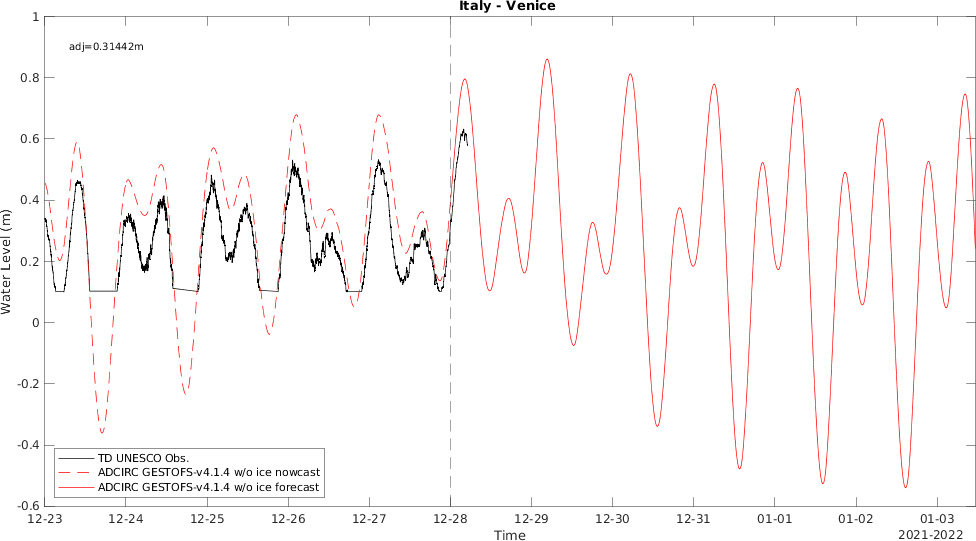 Italy - Venice
adj=0.31442m
Water Level (m)
1
0.8
0.6
0.4
0.2
0
-0.2
-0.4
-0.6
TD UNESCO Obs.
ADCIRC GESTOFS-v4.1.4 w/o ice nowcast
ADCIRC GESTOFS-v4.1.4 w/o ice forecast
12-23 12-24 12-25 12-26 12-27 12-28 12-29 12-30 12-31 01-01 01-02 01-03
Time
2021-2022